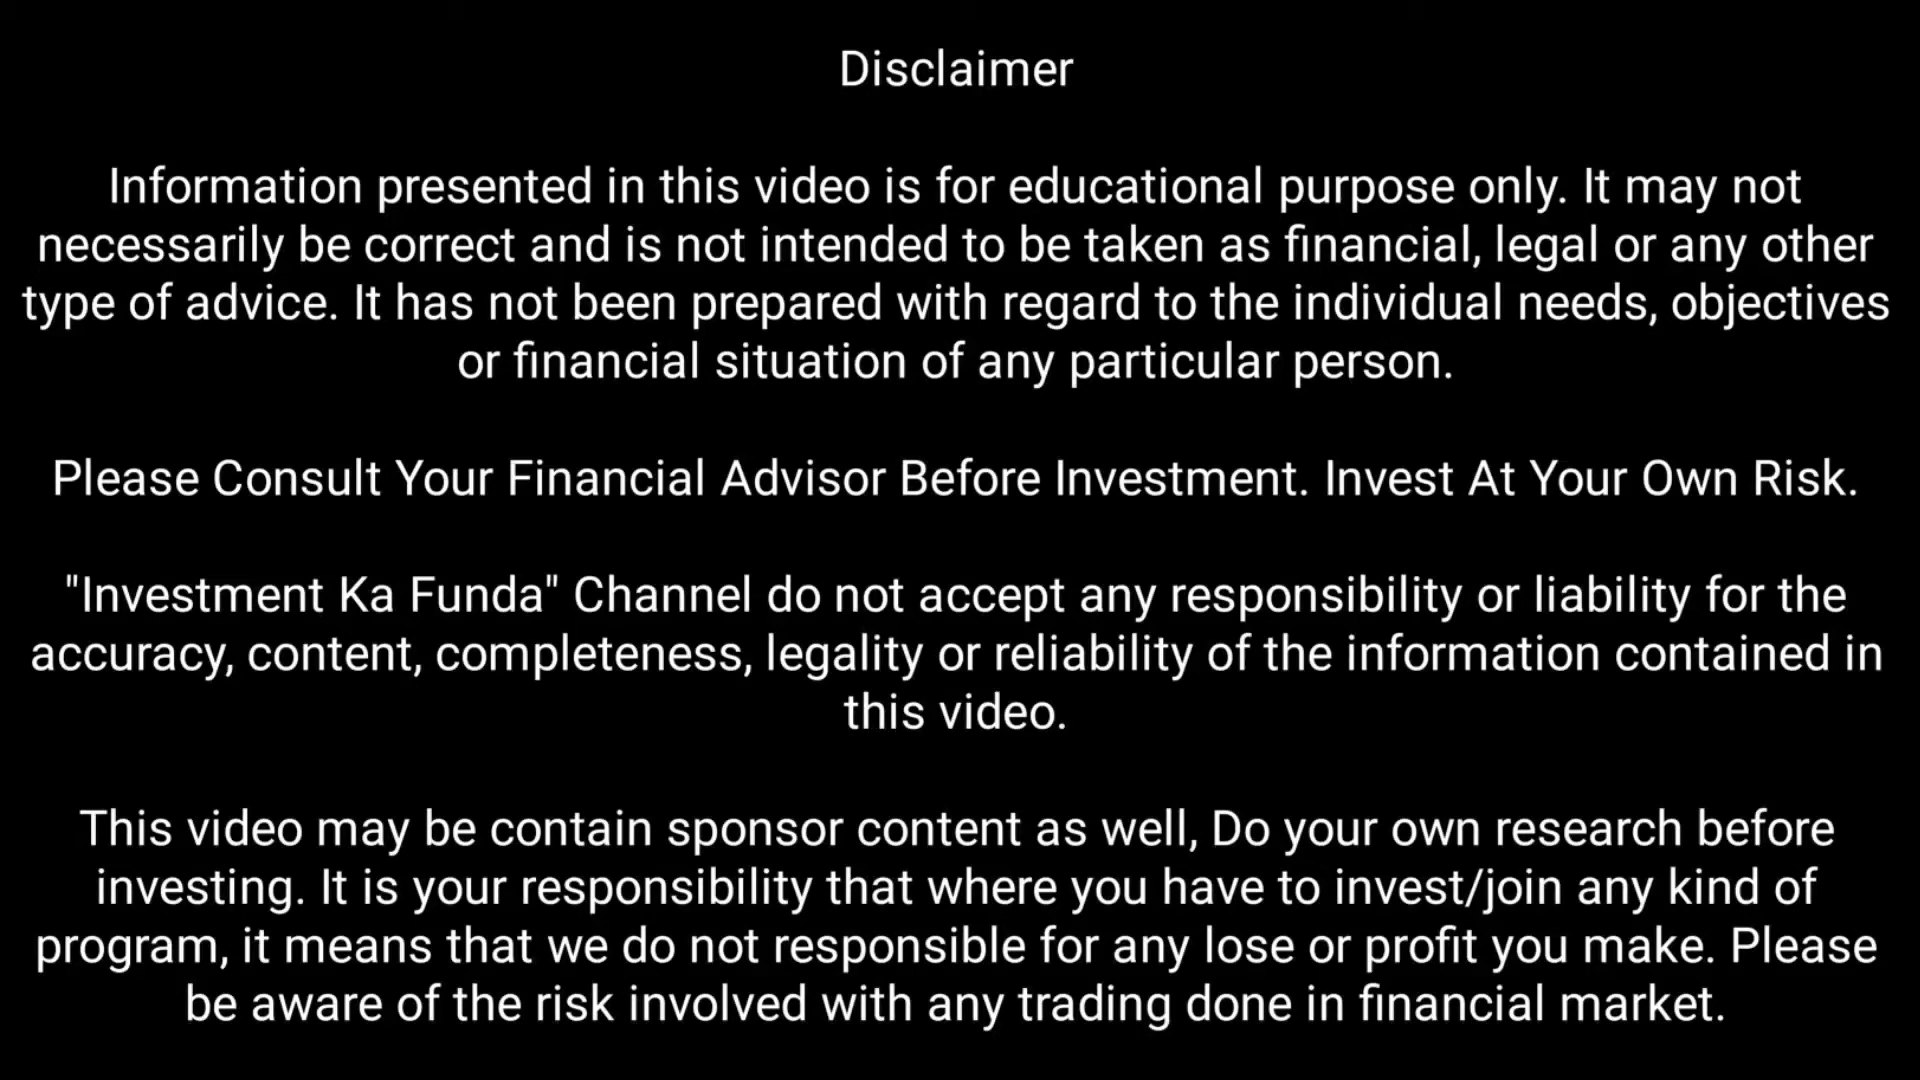 Disclaimer
Information presented in this video is for educational purpose only. It may not
necessarily be correct and is not intended to be taken as financial, legal or any other
type of advice. It has not been prepared with regard to the individual needs, objectives
or financial situation of any particular person.
Please Consult Your Financial Advisor Before Investment. Invest At Your Own Risk.
"Investment Ka Funda" Channel do not accept any responsibility or liability for the
accuracy, content, completeness, legality or reliability of the information contained in
this video.
This video may be contain sponsor content as well, Do your own research before
investing. It is your responsibility that where you have to invest/join any kind of
program, it means that we do not responsible for any lose or profit you make. Please
be aware of the risk involved with any trading done in financial market.